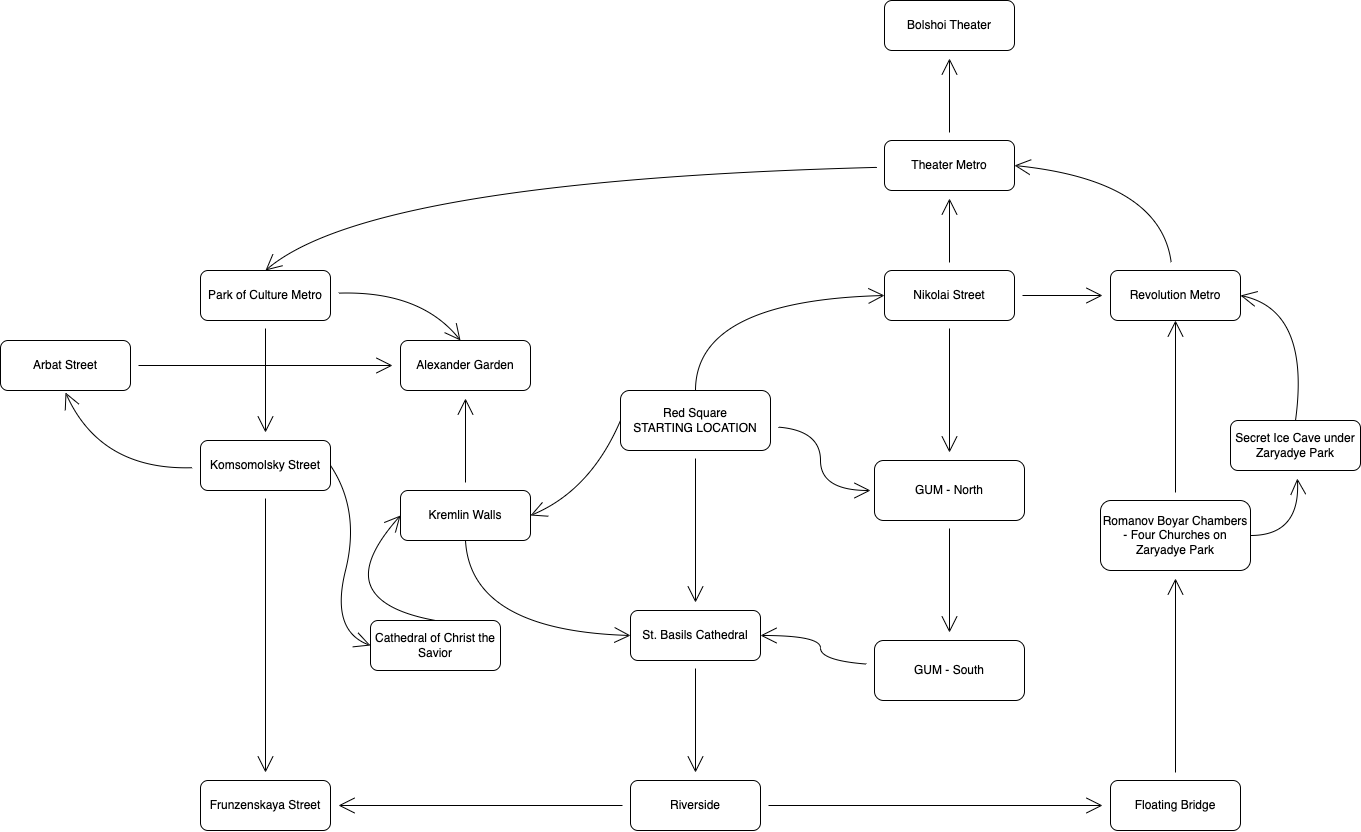 Bolshoi Theater
Theater Metro
Park of Culture Metro
Nikolai Street
Revolution Metro
Arbat Street
Alexander Garden
Red Square
STARTING LOCATION
Secret Ice Cave under
Zaryadye Park
Komsomolsky Street
GUM - North
Kremlin Walls
Romanov Boyar Chambers
- Four Churches on
Zaryadye Park
Cathedral of Christ the
Savior
St. Basils Cathedral
GUM - South
Frunzenskaya Street
Riverside
Floating Bridge